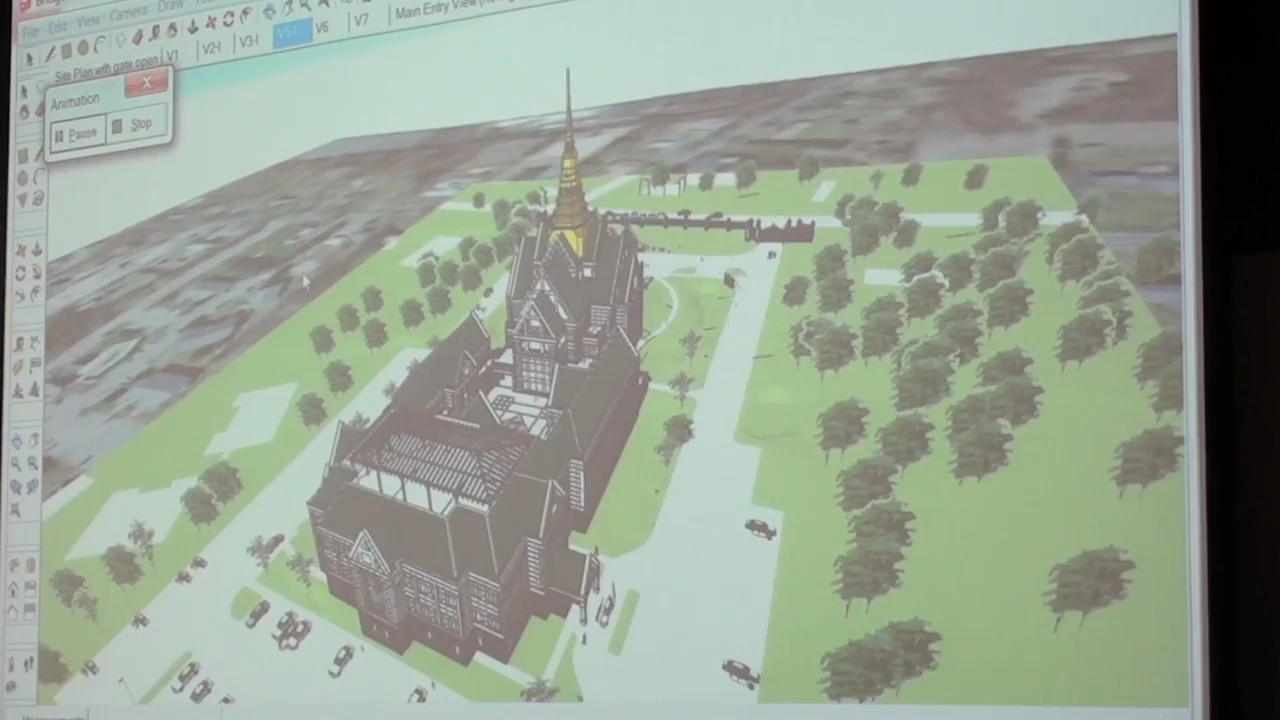 File Edit View Camera Draw
V1 V2-I V3-I V5-I V6 V7 Main Entry View
Site Plan with gate open
Animation
Pause Stop